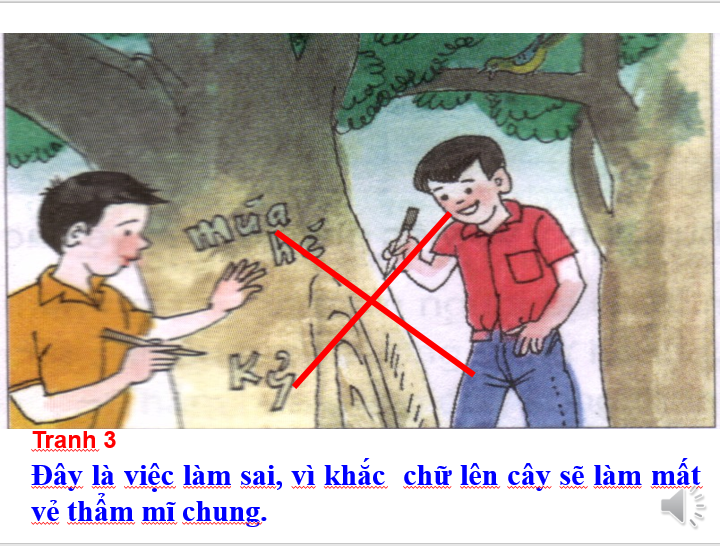 mùa
hè
Kỷ
Tranh 3
Đây là việc làm sai, vì khắc chữ lên cây sẽ làm mất
vẻ thẩm mĩ chung.